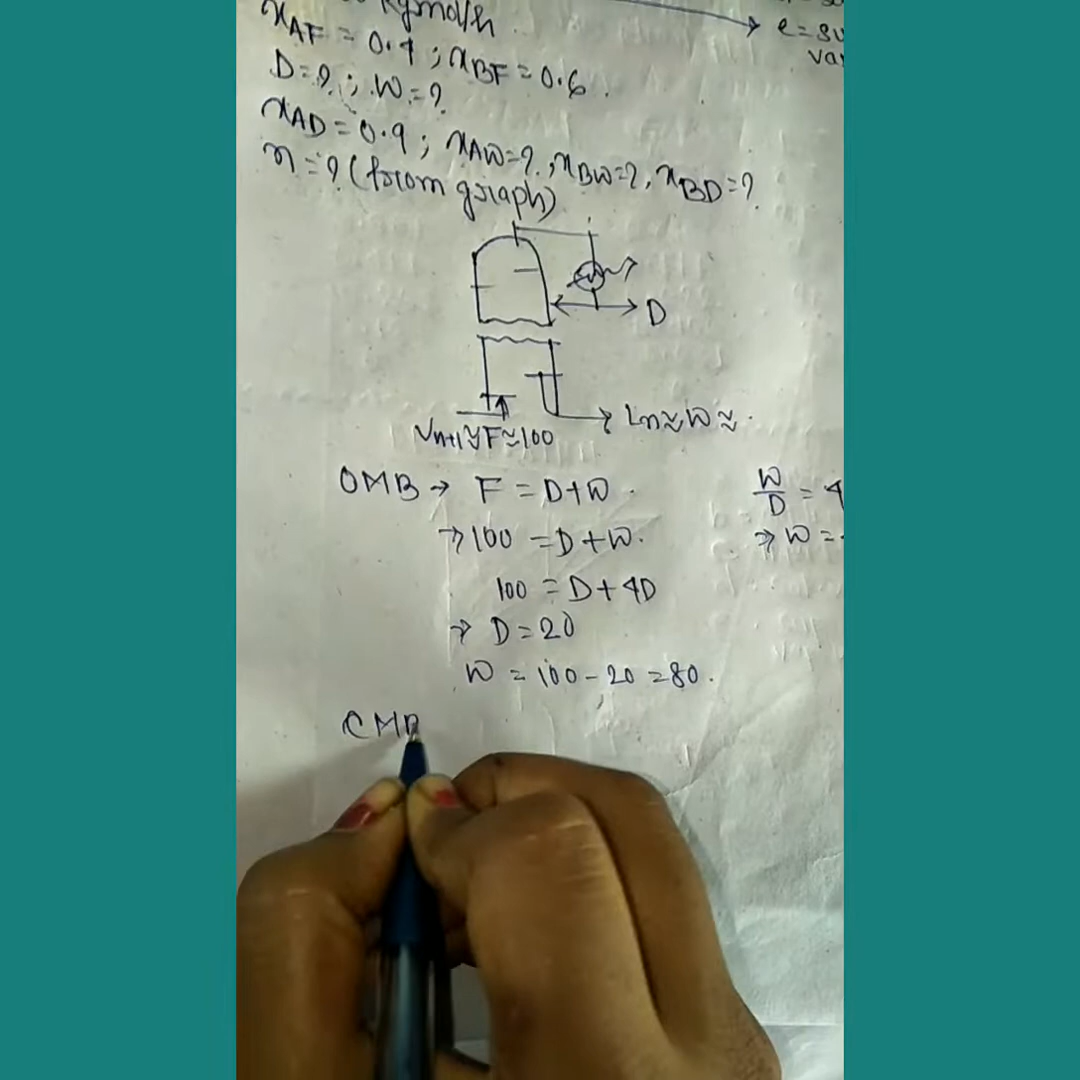 kgmol/h
xAF = 0.4 ; xBF = 0.6 .
D = ? ; W = ?
xAD = 0.9 ; xAW = ? , xBW = ? , xBD = ?
n = ? (from graph)
D
Ln ≈ W ≈ .
Vn+1 ≈ F ≈ 100
OMB → F = D + W .
⇒ 100 = D + W .
100 = D + 4D
⇒ D = 20
W = 100 - 20 = 80 .
W/D = 4
⇒ W =
CMB